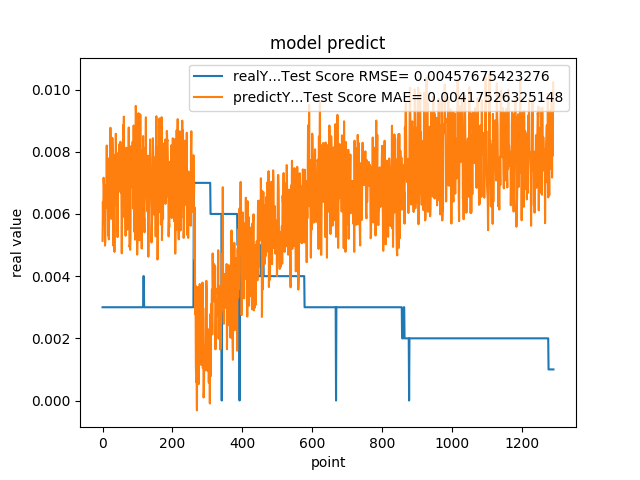 model predict
realY...Test Score RMSE= 0.00457675423276
predictY...Test Score MAE= 0.00417526325148
real value
0.010
0.008
0.006
0.004
0.002
0.000
0 200 400 600 800 1000 1200
point